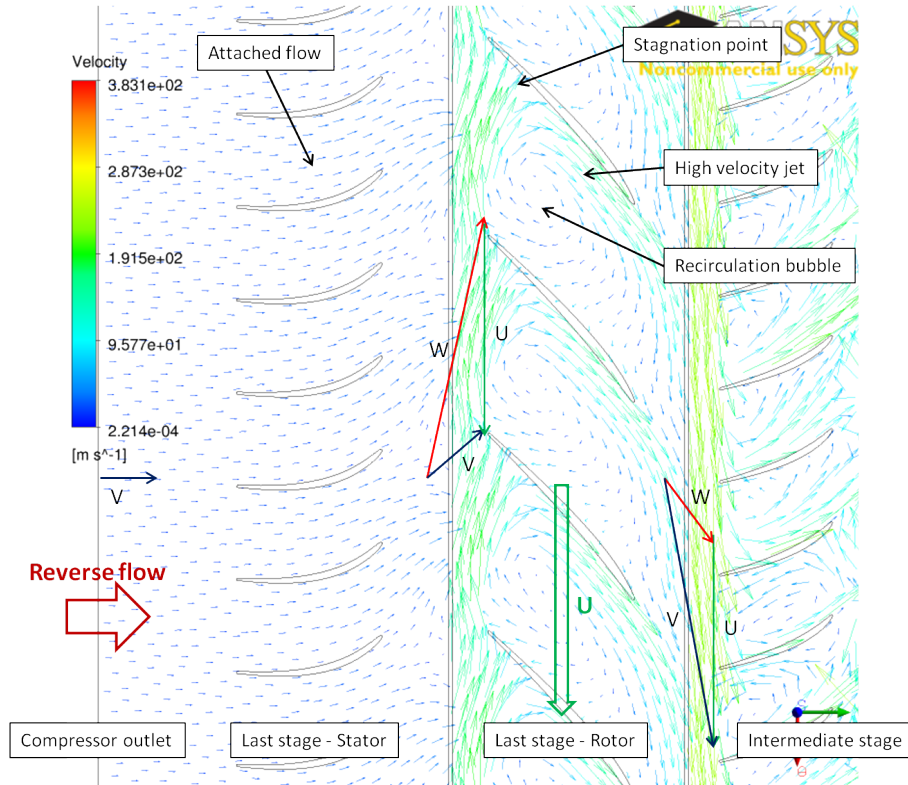 Attached flow
Stagnation point
NSYS
Noncommercial use only
Velocity
3.831e+02
2.873e+02
1.915e+02
9.577e+01
2.214e-04
[m s^-1]
High velocity jet
Recirculation bubble
W
U
V
V
W
V
U
Reverse flow
U
Compressor outlet
Last stage - Stator
Last stage - Rotor
Intermediate stage
θ